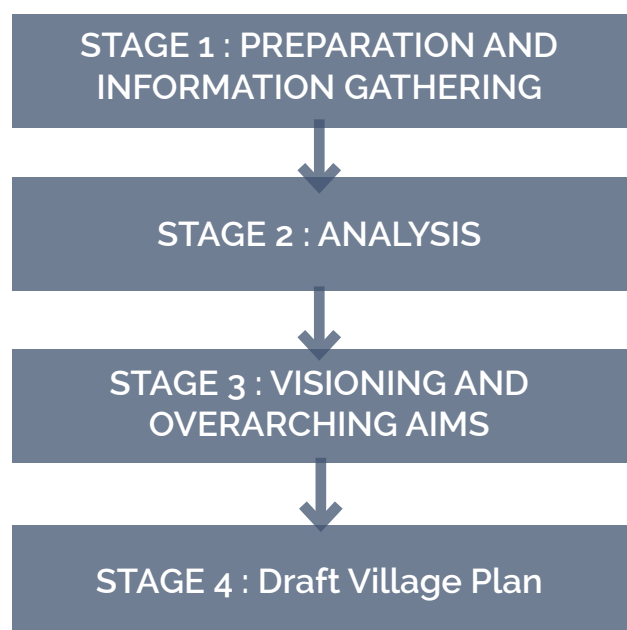 STAGE 1 : PREPARATION AND
INFORMATION GATHERING
STAGE 2 : ANALYSIS
STAGE 3 : VISIONING AND
OVERARCHING AIMS
STAGE 4 : Draft Village Plan